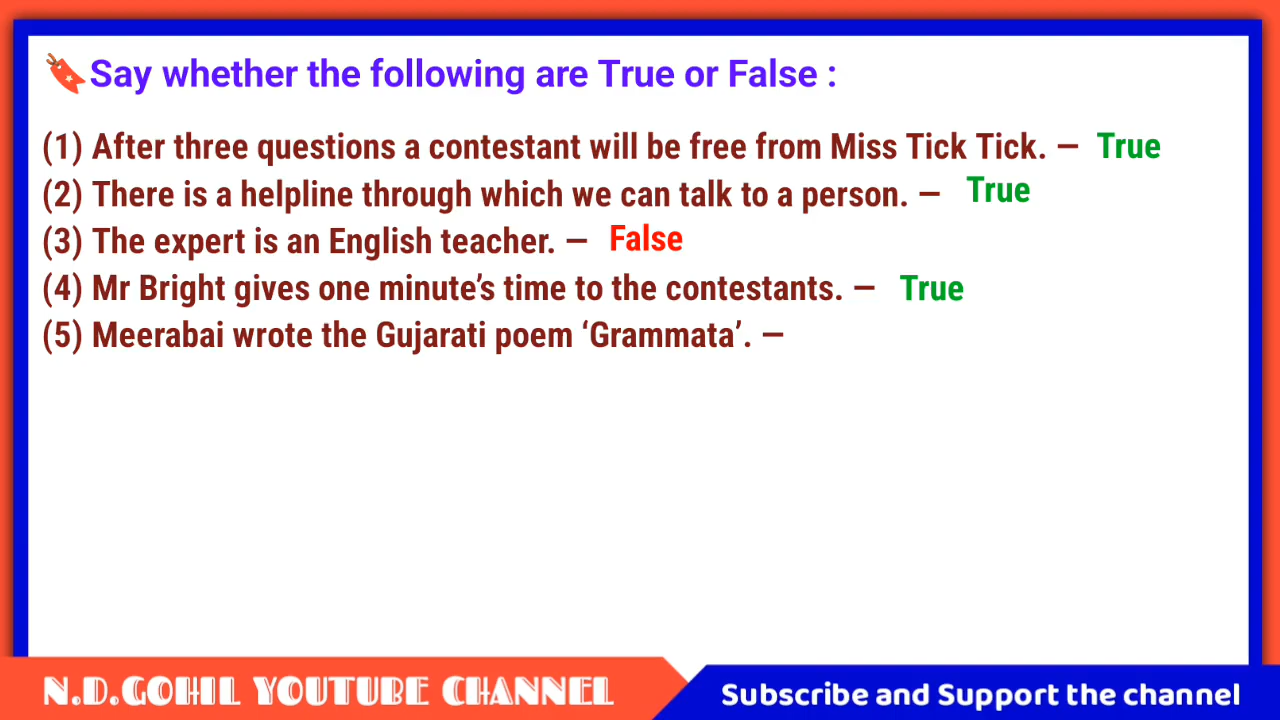 Say whether the following are True or False :
(1) After three questions a contestant will be free from Miss Tick Tick. – True
(2) There is a helpline through which we can talk to a person. – True
(3) The expert is an English teacher. – False
(4) Mr Bright gives one minute’s time to the contestants. – True
(5) Meerabai wrote the Gujarati poem ‘Grammata’. –
N.D.GOHIL YOUTUBE CHANNEL
Subscribe and Support the channel